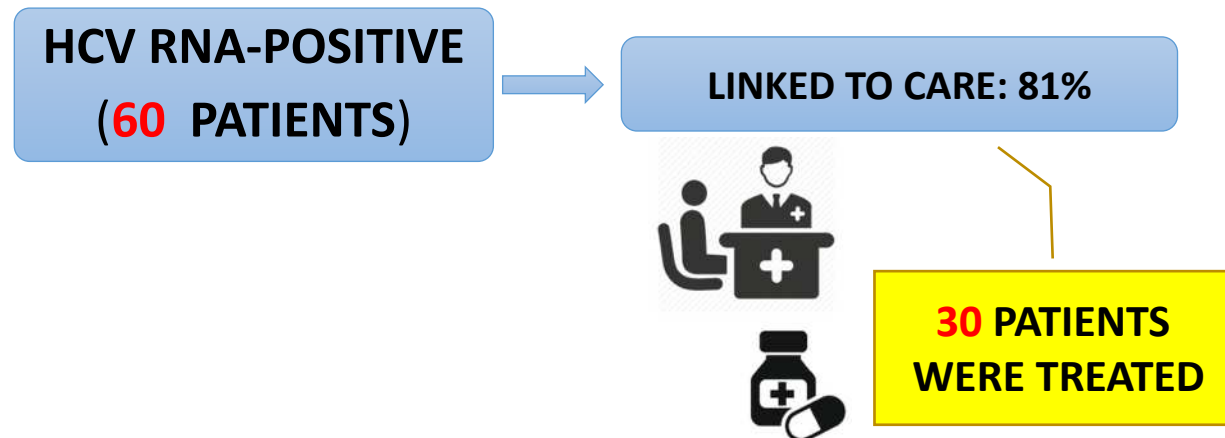 HCV RNA-POSITIVE
(60 PATIENTS)
LINKED TO CARE: 81%
30 PATIENTS
WERE TREATED